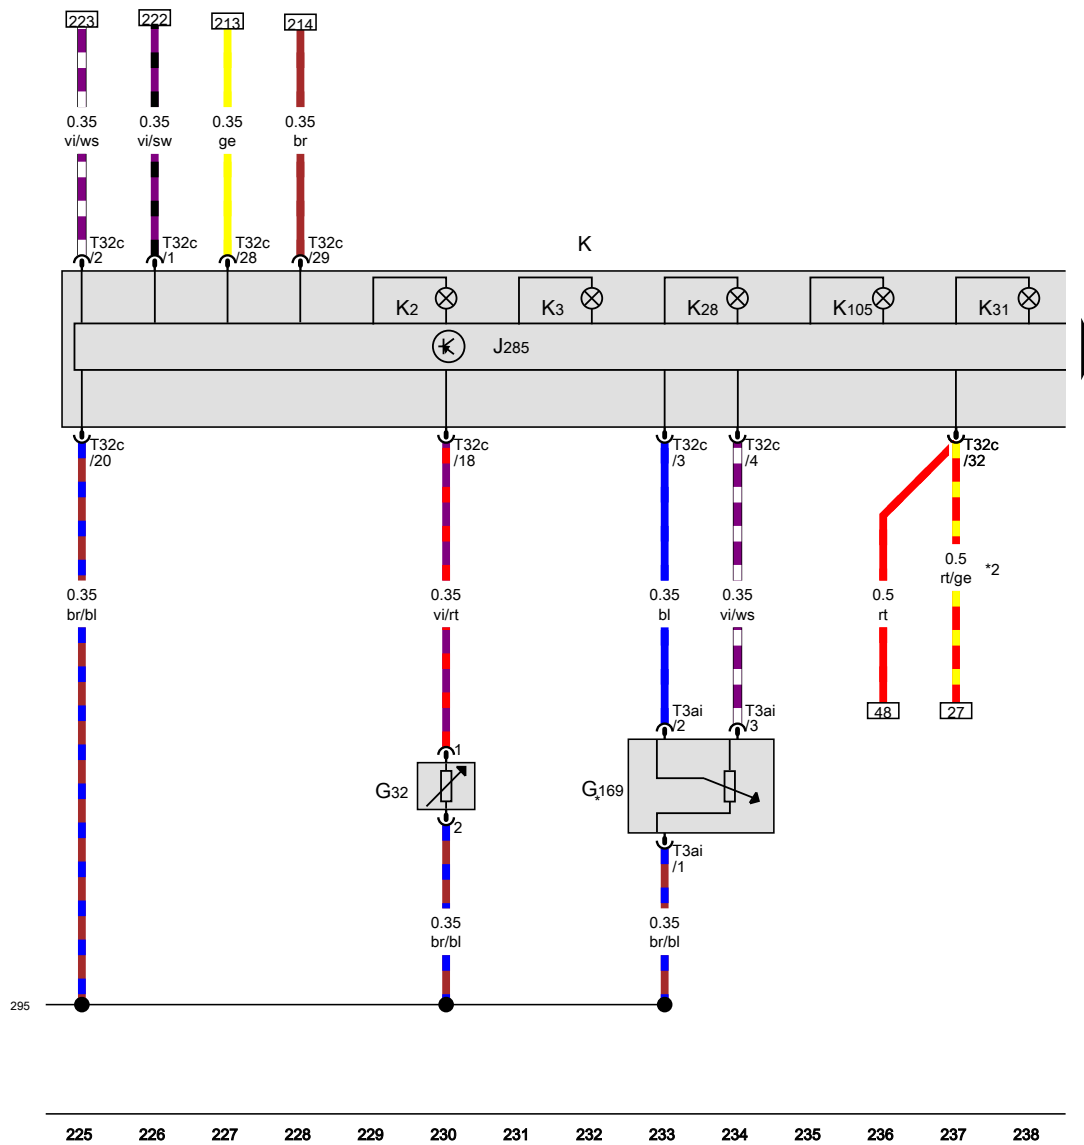 223 222 213 214
0.35 0.35 0.35 0.35
vi/ws vi/sw ge br
T32c T32c T32c T32c
/2 /1 /28 /29
K
K2 K3 K28 K105 K31
J285
T32c T32c T32c T32c T32c
/20 /18 /3 /4 /32
0.5
rt/ge *2
0.35 0.35 0.35 0.35 0.5
br/bl vi/rt bl vi/ws rt
T3ai T3ai
/2 /3
48 27
1
G32 G169
*
2
T3ai
/1
0.35 0.35
br/bl br/bl
295
225 226 227 228 229 230 231 232 233 234 235 236 237 238